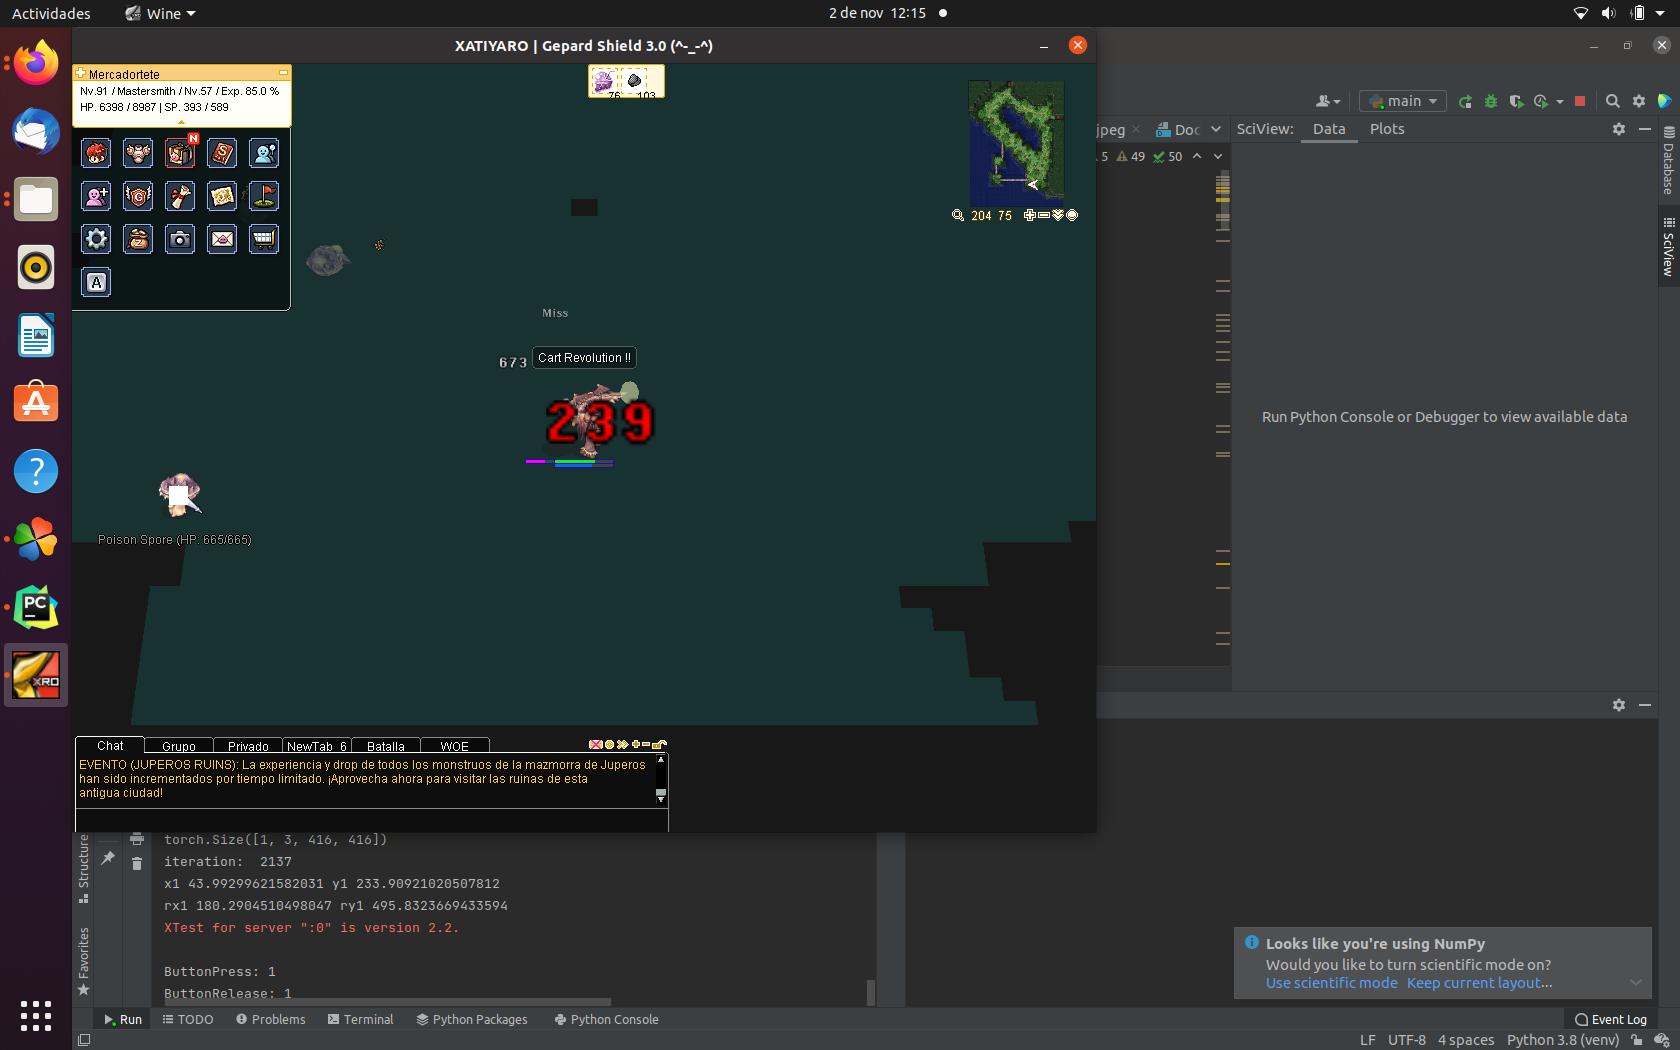 Actividades
Wine
2 de nov 12:15
XATIYARO | Gepard Shield 3.0 (^-_-^)
Mercadortete
Nv.91 / Mastersmith / Nv.57 / Exp. 85.0 %
HP. 6398 / 8987 | SP. 393 / 589
N
A
76
103
204 75
Miss
673
Cart Revolution !!
239
Poison Spore (HP: 665/665)
main
jpeg
Doc
SciView:
Data
Plots
5
49
50
Database
SciView
Run Python Console or Debugger to view available data
PC
XRO
Chat
Grupo
Privado
NewTab_6
Batalla
WOE
EVENTO (JUPEROS RUINS): La experiencia y drop de todos los monstruos de la mazmorra de Juperos
han sido incrementados por tiempo limitado. ¡Aprovecha ahora para visitar las ruinas de esta
antigua ciudad!
Structure
Favorites
torch.Size([1, 3, 416, 416])
iteration:  2137
x1 43.99299621582031 y1 233.90921020507812
rx1 180.2904510498047 ry1 495.8323669433594
XTest for server ":0" is version 2.2.
ButtonPress: 1
ButtonRelease: 1
Looks like you're using NumPy
Would you like to turn scientific mode on?
Use scientific mode
Keep current layout...
Run
TODO
Problems
Terminal
Python Packages
Python Console
Event Log
LF
UTF-8
4 spaces
Python 3.8 (venv)